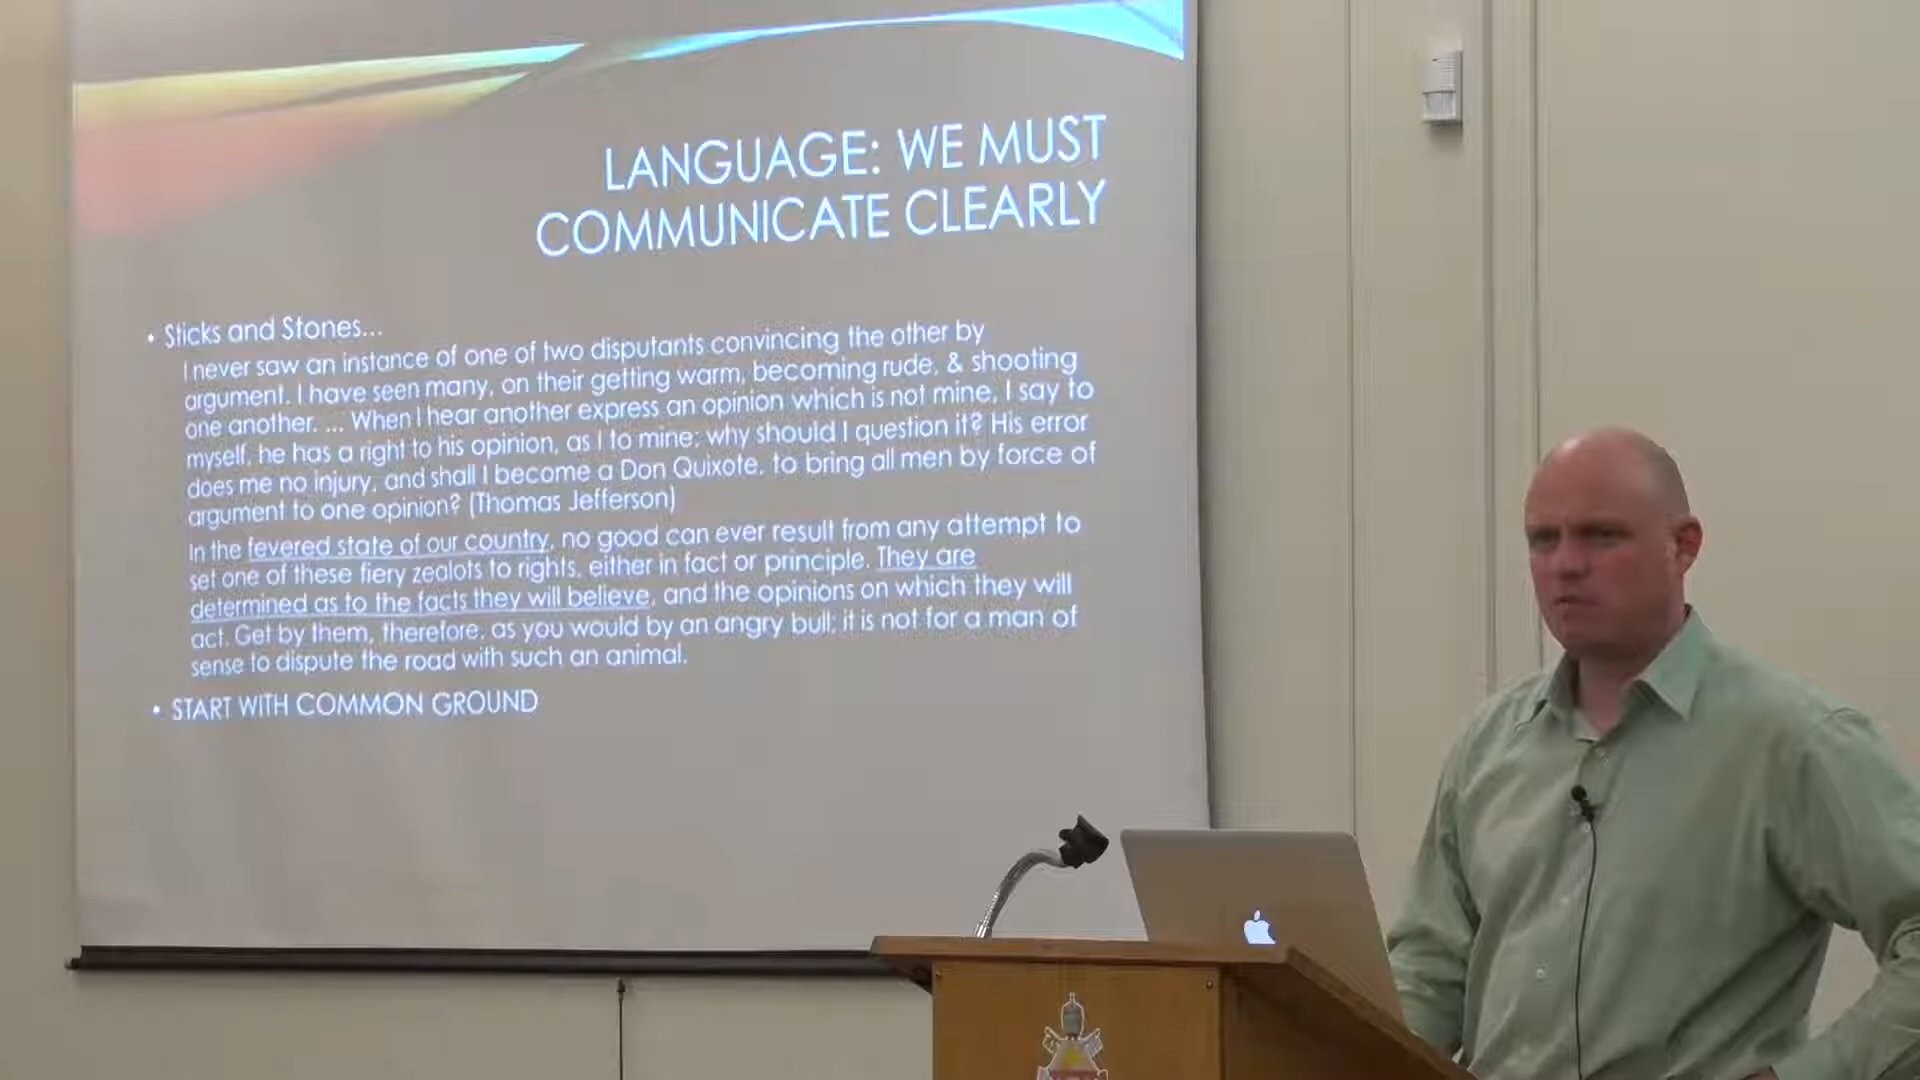 LANGUAGE: WE MUST
COMMUNICATE CLEARLY
• Sticks and Stones...
I never saw an instance of one of two disputants convincing the other by
argument. I have seen many, on their getting warm, becoming rude, & shooting
one another. ... When I hear another express an opinion which is not mine, I say to
myself, he has a right to his opinion, as I to mine; why should I question it? His error
does me no injury, and shall I become a Don Quixote, to bring all men by force of
argument to one opinion? (Thomas Jefferson)
In the fevered state of our country, no good can ever result from any attempt to
set one of these fiery zealots to rights, either in fact or principle. They are
determined as to the facts they will believe, and the opinions on which they will
act. Get by them, therefore, as you would by an angry bull; it is not for a man of
sense to dispute the road with such an animal.
• START WITH COMMON GROUND